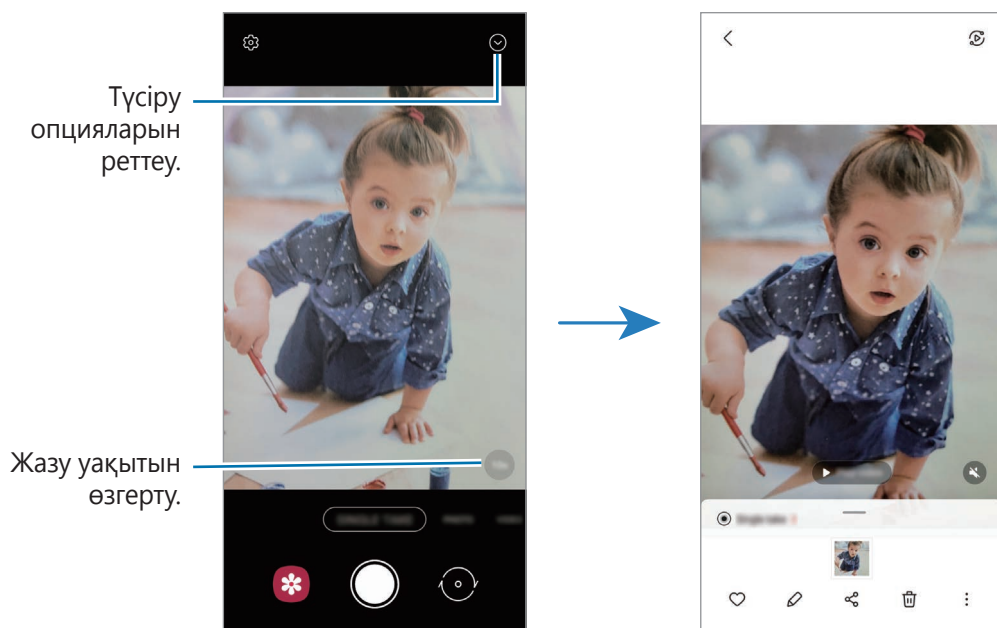 Түсіру
опцияларын
реттеу.
Жазу уақытын
өзгерту.